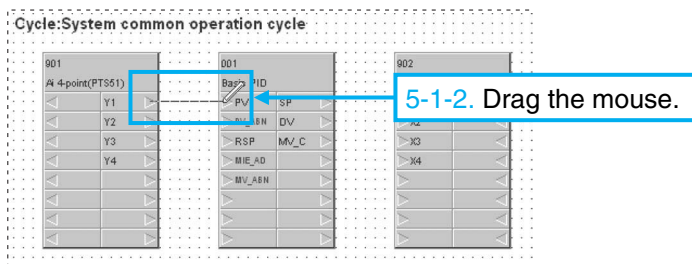 Cycle:System common operation cycle
901
Ai 4-point(PTS51)
Y1
Y2
Y3
Y4
001
Basic PID
PV SP
PV_ABN DV
RSP MV_C
MIE_AD
MV_ABN
902
X2
X3
X4
5-1-2. Drag the mouse.